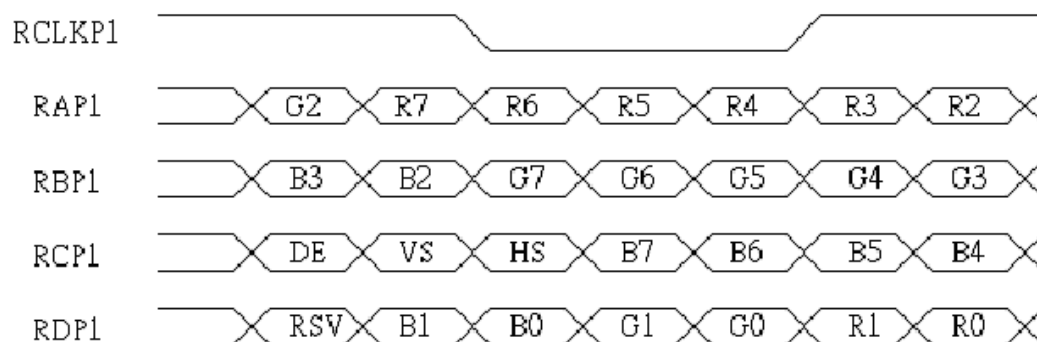 RCLKP1
RAP1 G2 R7 R6 R5 R4 R3 R2
RBP1 B3 B2 G7 G6 G5 G4 G3
RCP1 DE VS HS B7 B6 B5 B4
RDP1 RSV B1 B0 G1 G0 R1 R0